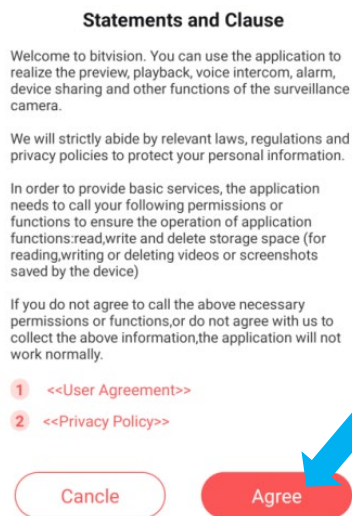 Statements and Clause
Welcome to bitvision. You can use the application to
realize the preview, playback, voice intercom, alarm,
device sharing and other functions of the surveillance
camera.
We will strictly abide by relevant laws, regulations and
privacy policies to protect your personal information.
In order to provide basic services, the application
needs to call your following permissions or
functions to ensure the operation of application
functions:read,write and delete storage space (for
reading,writing or deleting videos or screenshots
saved by the device)
If you do not agree to call the above necessary
permissions or functions,or do not agree with us to
collect the above information,the application will not
work normally.
1 <<User Agreement>>
2 <<Privacy Policy>>
Cancle Agree